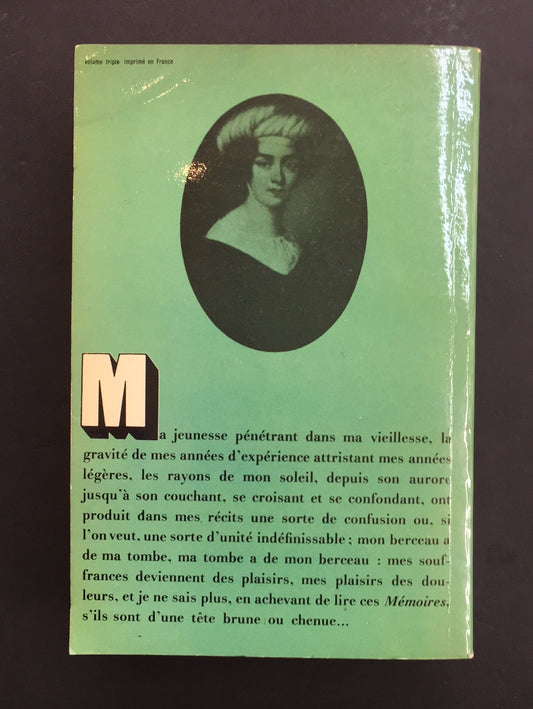 volume triple imprimé en France
Ma jeunesse pénétrant dans ma vieillesse, la
gravité de mes années d'expérience attristant mes années
légères, les rayons de mon soleil, depuis son aurore
jusqu'à son couchant, se croisant et se confondant, ont
produit dans mes récits une sorte de confusion ou, si
l'on veut, une sorte d'unité indéfinissable ; mon berceau a
de ma tombe, ma tombe a de mon berceau : mes souf-
frances deviennent des plaisirs, mes plaisirs des dou-
leurs, et je ne sais plus, en achevant de lire ces Mémoires,
s'ils sont d'une tête brune ou chenue...